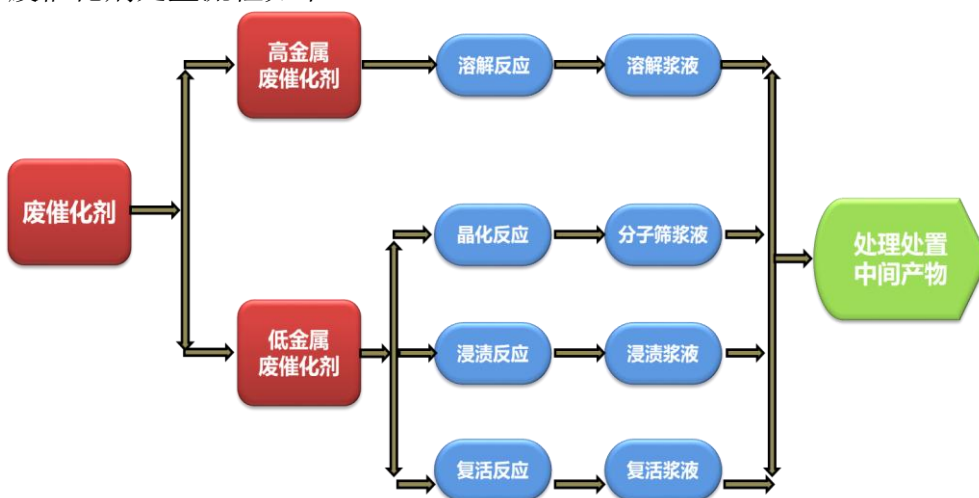 废催化剂
高金属
废催化剂
溶解反应
溶解浆液
晶化反应
分子筛浆液
处理处置
中间产物
低金属
废催化剂
浸渍反应
浸渍浆液
复活反应
复活浆液